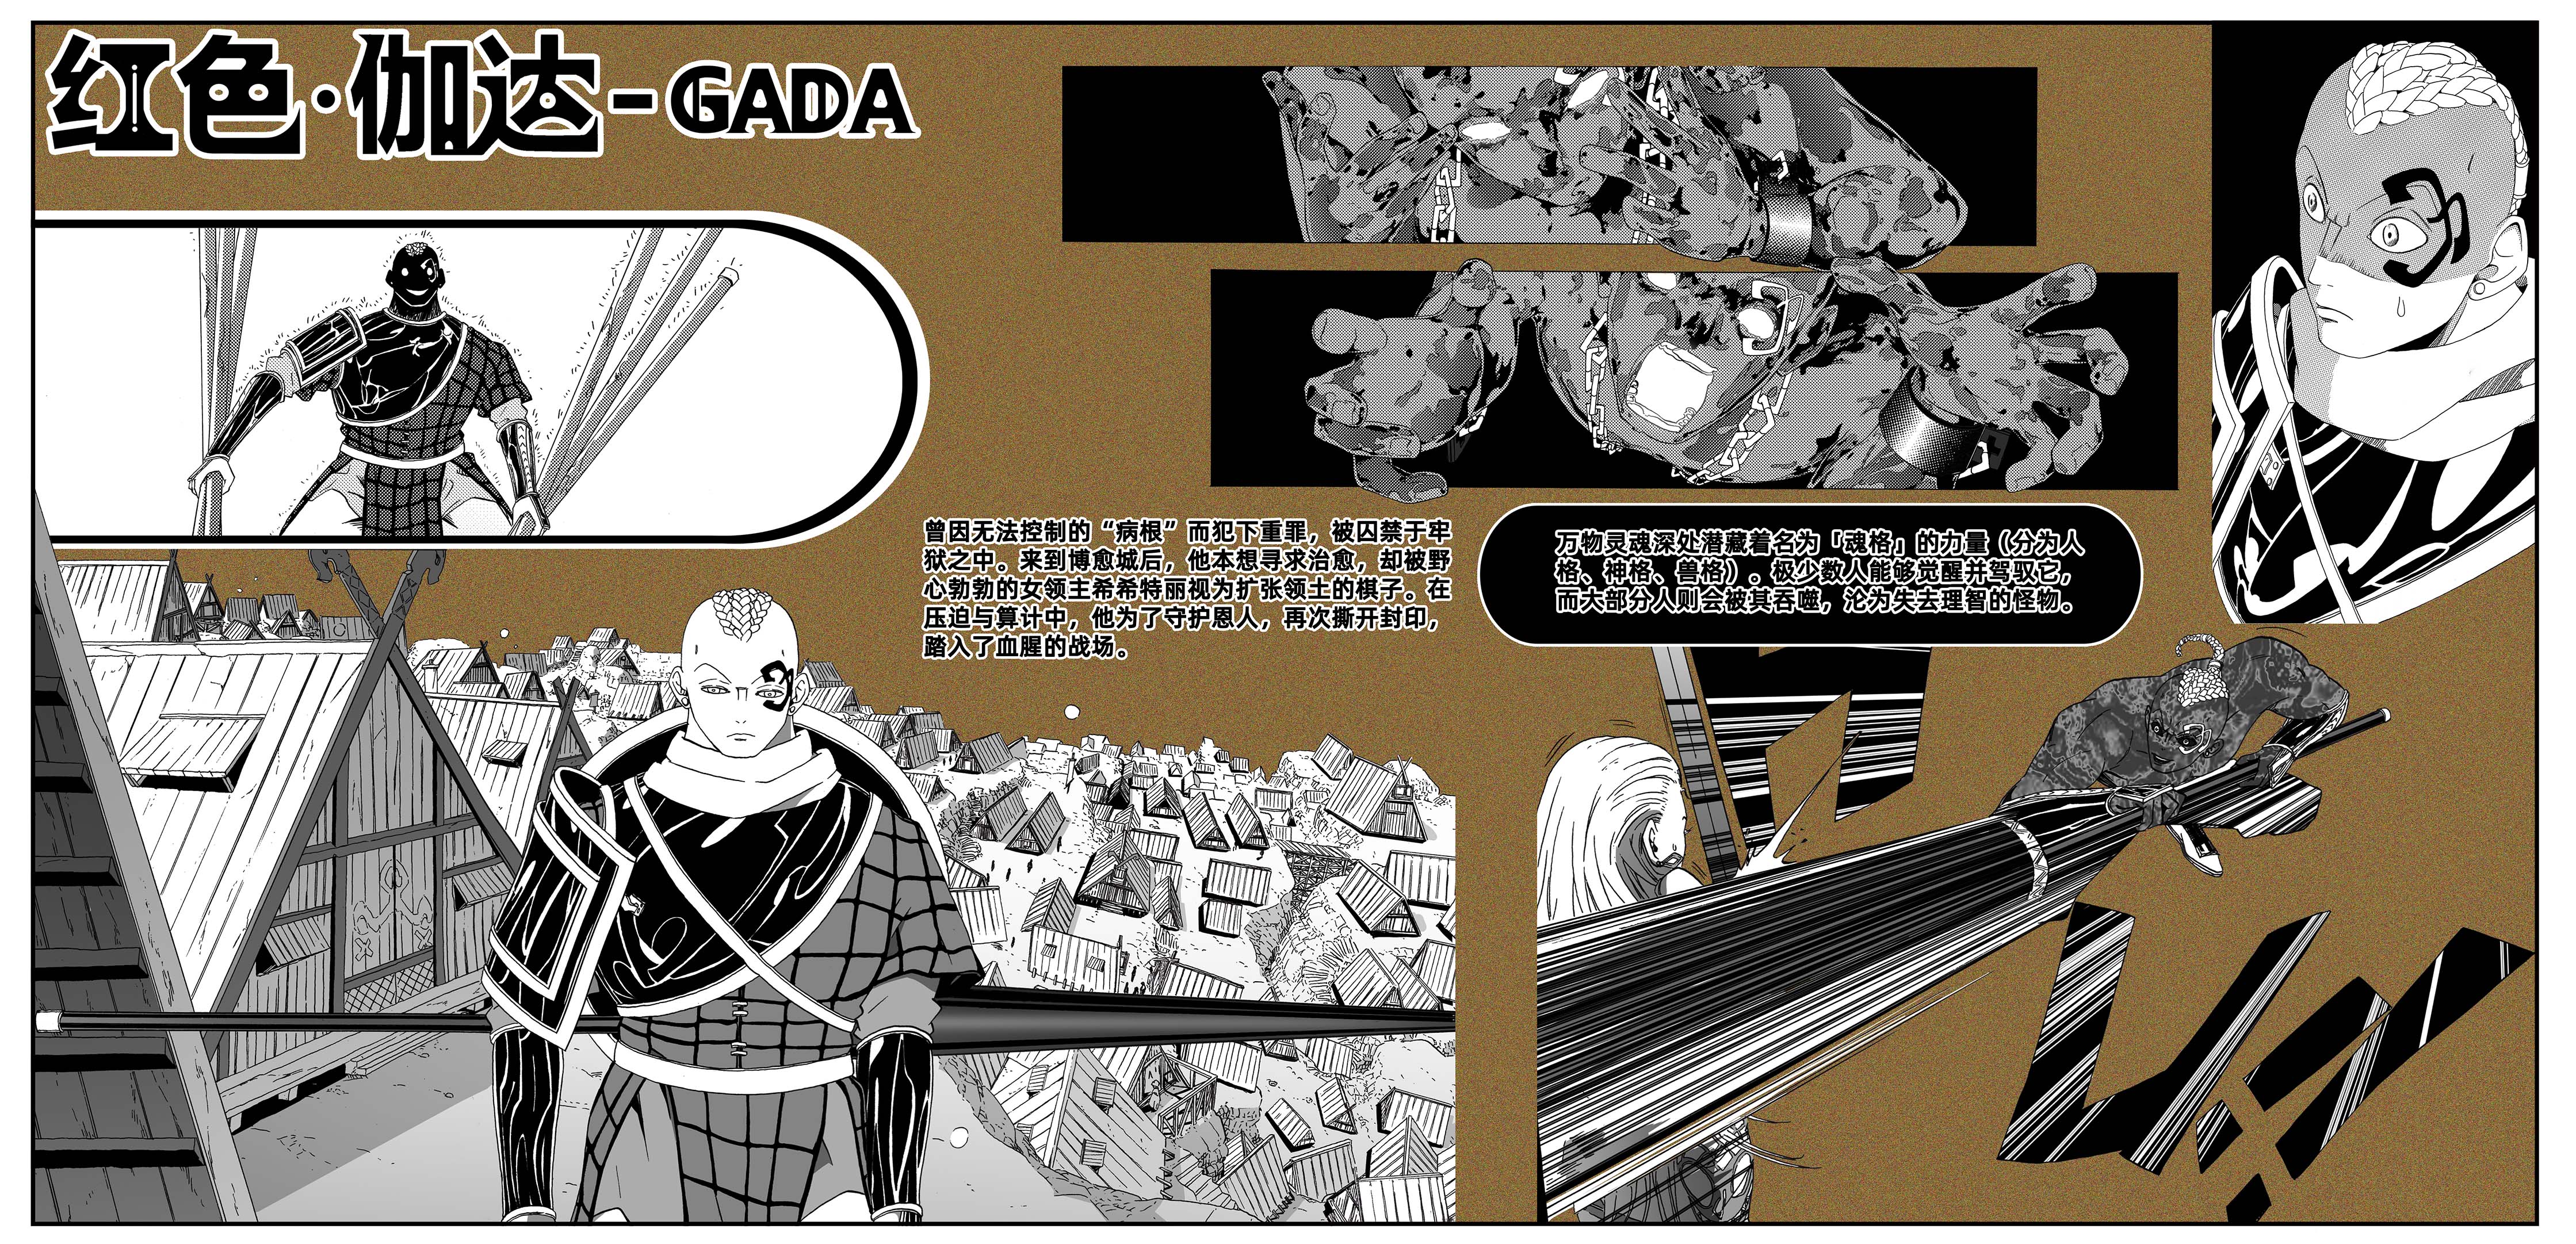 红色·伽达-GADA
曾因无法控制的“病根”而犯下重罪，被囚禁于牢
狱之中。来到博愈城后，他本想寻求治愈，却被野
心勃勃的女领主希希特丽视为扩张领土的棋子。在
压迫与算计中，他为了守护恩人，再次撕开封印，
踏入了血腥的战场。
万物灵魂深处潜藏着名为「魂格」的力量（分为人
格、神格、兽格）。极少数人能够觉醒并驾驭它，
而大部分人则会被其吞噬，沦为失去理智的怪物。